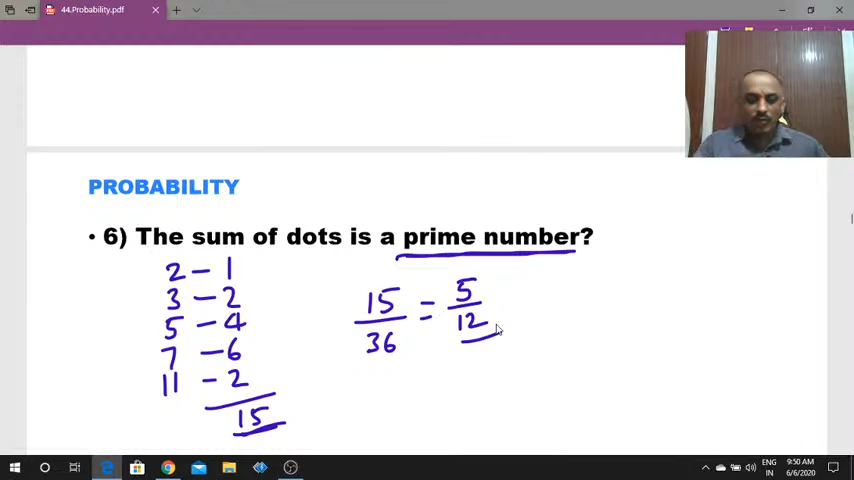 44.Probability.pdf
PROBABILITY
• 6) The sum of dots is a prime number?
2 – 1
3 – 2
5 – 4
7 – 6
11 – 2
15
15/36 = 5/12
ENG
IN
9:50 AM
6/6/2020